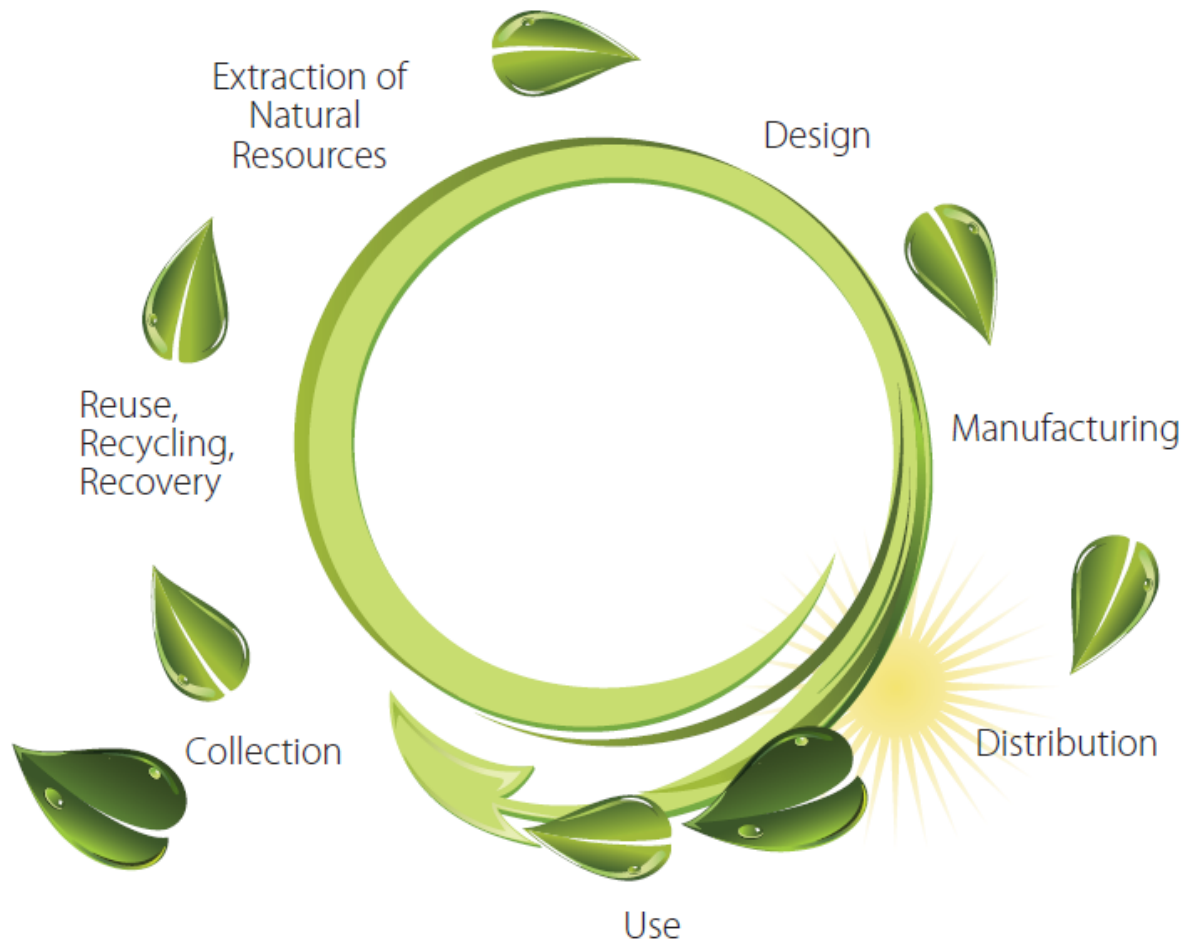 Extraction of
Natural
Resources
Design
Manufacturing
Distribution
Use
Collection
Reuse,
Recycling,
Recovery